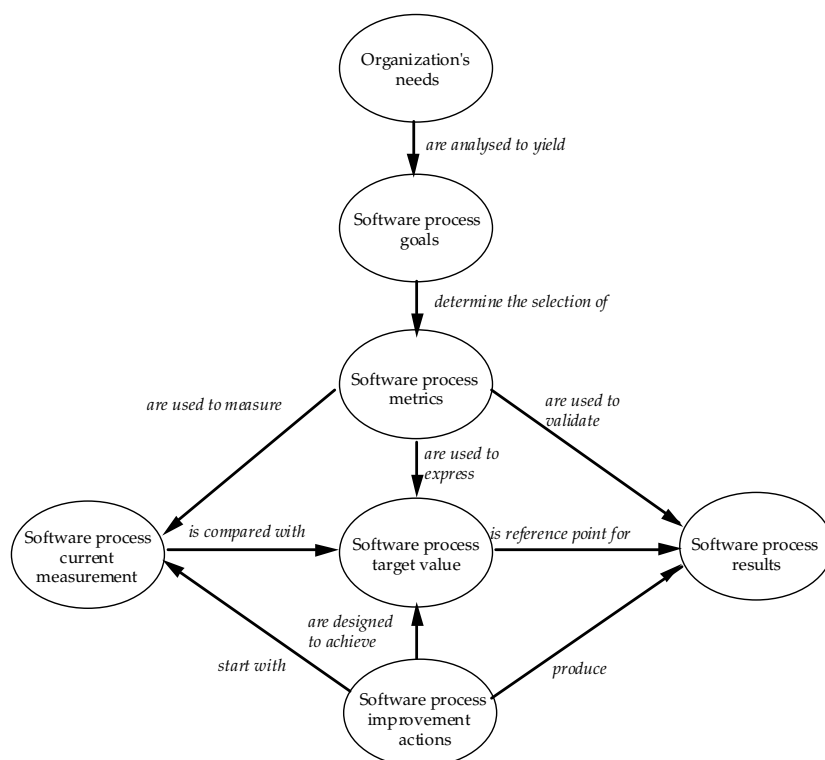 Organization's
needs
are analysed to yield
Software process
goals
determine the selection of
Software process
metrics
are used to measure
are used to
validate
are used to
express
Software process
current
measurement
is compared with
Software process
target value
is reference point for
Software process
results
are designed
to achieve
start with
produce
Software process
improvement
actions